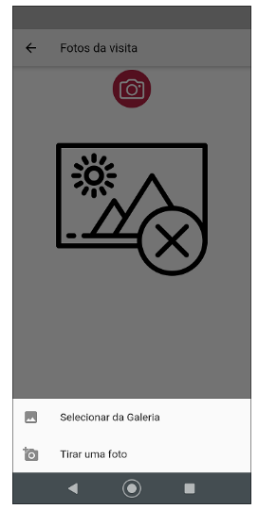 Fotos da visita
Selecionar da Galeria
Tirar uma foto